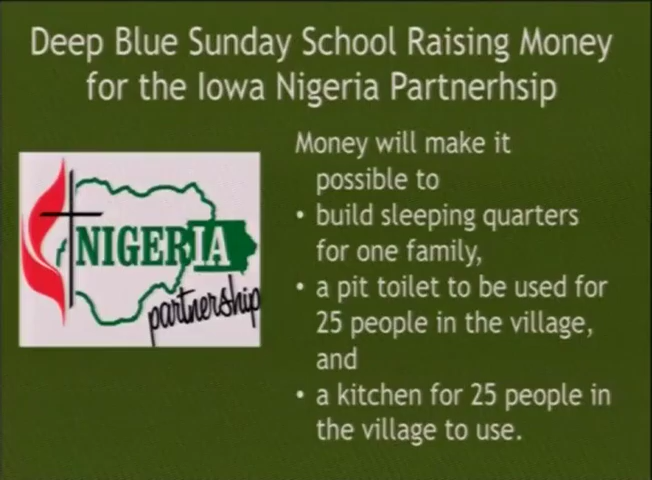 Deep Blue Sunday School Raising Money
for the Iowa Nigeria Partnerhsip
Money will make it
possible to
• build sleeping quarters
for one family,
• a pit toilet to be used for
25 people in the village,
and
• a kitchen for 25 people in
the village to use.
NIGERIA
partnership